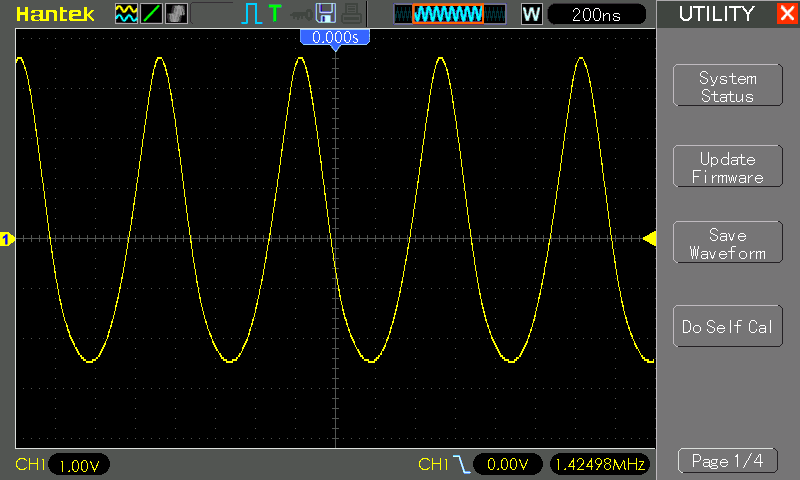 Hantek
T
W
200ns
UTILITY
X
0.000s
System
Status
Update
Firmware
Save
Waveform
1
Do Self Cal
CH1
1.00V
CH1
0.00V
1.42498MHz
Page 1/4